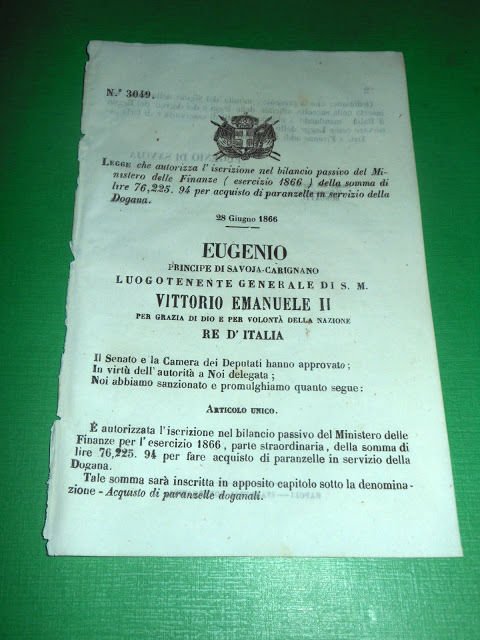 N.° 3049.
LEGGE che autorizza l'iscrizione nel bilancio passivo del Mi-
nistero delle Finanze ( esercizio 1866 ) della somma di
lire 76,225. 94 per acquisto di paranzelle in servizio della
Dogana.
28 Giugno 1866
EUGENIO
PRINCIPE DI SAVOJA-CARIGNANO
LUOGOTENENTE GENERALE DI S. M.
VITTORIO EMANUELE II
PER GRAZIA DI DIO E PER VOLONTÀ DELLA NAZIONE
RE D'ITALIA
Il Senato e la Camera dei Deputati hanno approvato ;
In virtù dell'autorità a Noi delegata ;
Noi abbiamo sanzionato e promulghiamo quanto segue:
ARTICOLO UNICO.
È autorizzata l'iscrizione nel bilancio passivo del Ministero delle
Finanze per l'esercizio 1866, parte straordinaria, della somma di
lire 76,225. 94 per fare acquisto di paranzelle in servizio della
Dogana.
Tale somma sarà inscritta in apposito capitolo sotto la denomina-
zione - Acquisto di paranzelle doganali.